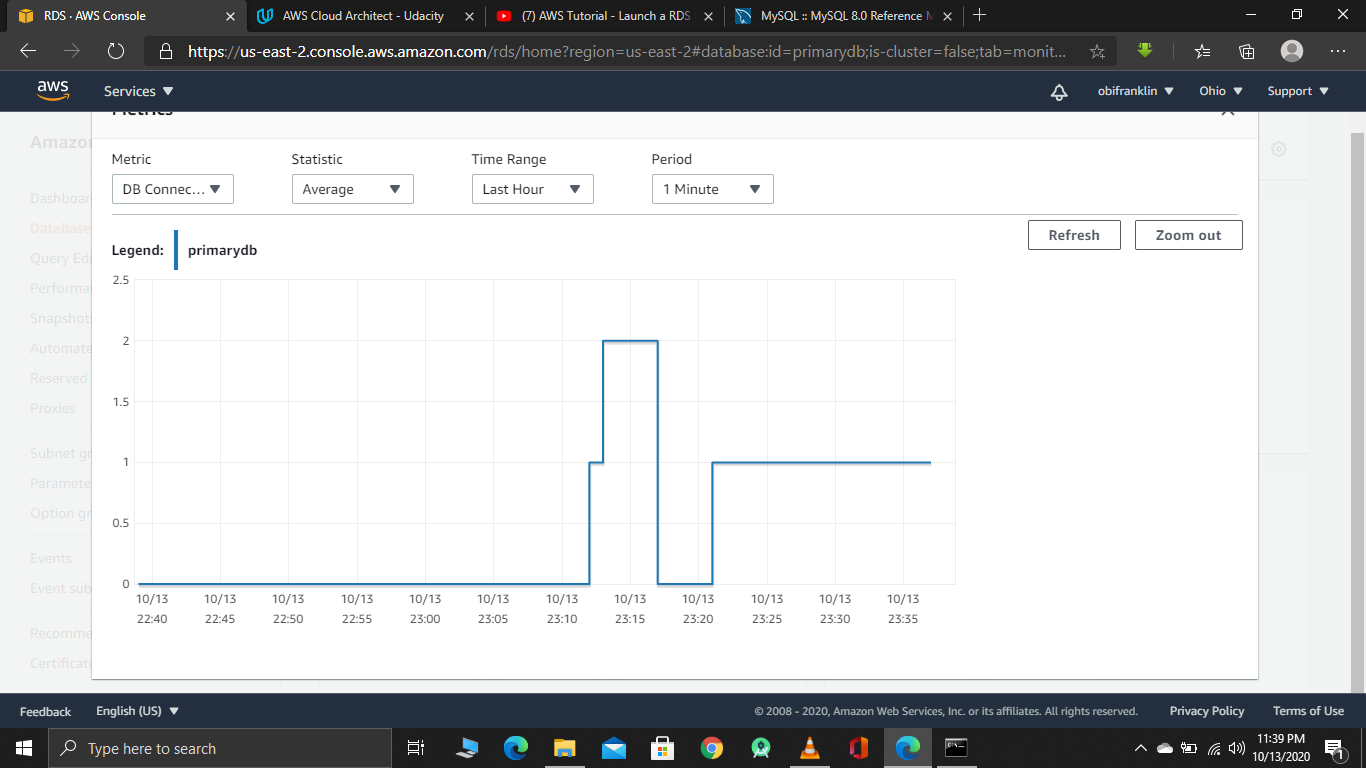 RDS · AWS Console
AWS Cloud Architect - Udacity
(7) AWS Tutorial - Launch a RDS
MySQL :: MySQL 8.0 Reference M
https://us-east-2.console.aws.amazon.com/rds/home?region=us-east-2#database:id=primarydb;is-cluster=false;tab=monit...
aws
Services
obifranklin
Ohio
Support
Metrics
Amazo
Dashboar
Database
Query Edi
Performa
Snapshots
Automate
Reserved
Proxies
Subnet gr
Paramete
Option gr
Events
Event sub
Recomme
Certificate
Metric
Statistic
Time Range
Period
DB Connec...
Average
Last Hour
1 Minute
Refresh
Zoom out
Legend:
primarydb
2.5
2
1.5
1
0.5
0
10/13 10/13 10/13 10/13 10/13 10/13 10/13 10/13 10/13 10/13 10/13 10/13
22:40 22:45 22:50 22:55 23:00 23:05 23:10 23:15 23:20 23:25 23:30 23:35
Feedback
English (US)
© 2008 - 2020, Amazon Web Services, Inc. or its affiliates. All rights reserved.
Privacy Policy
Terms of Use
Type here to search
11:39 PM
10/13/2020
1